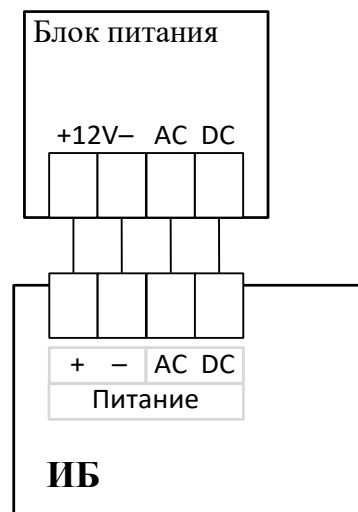 Блок питания
+12V– AC DC
+ – AC DC
Питание
ИБ